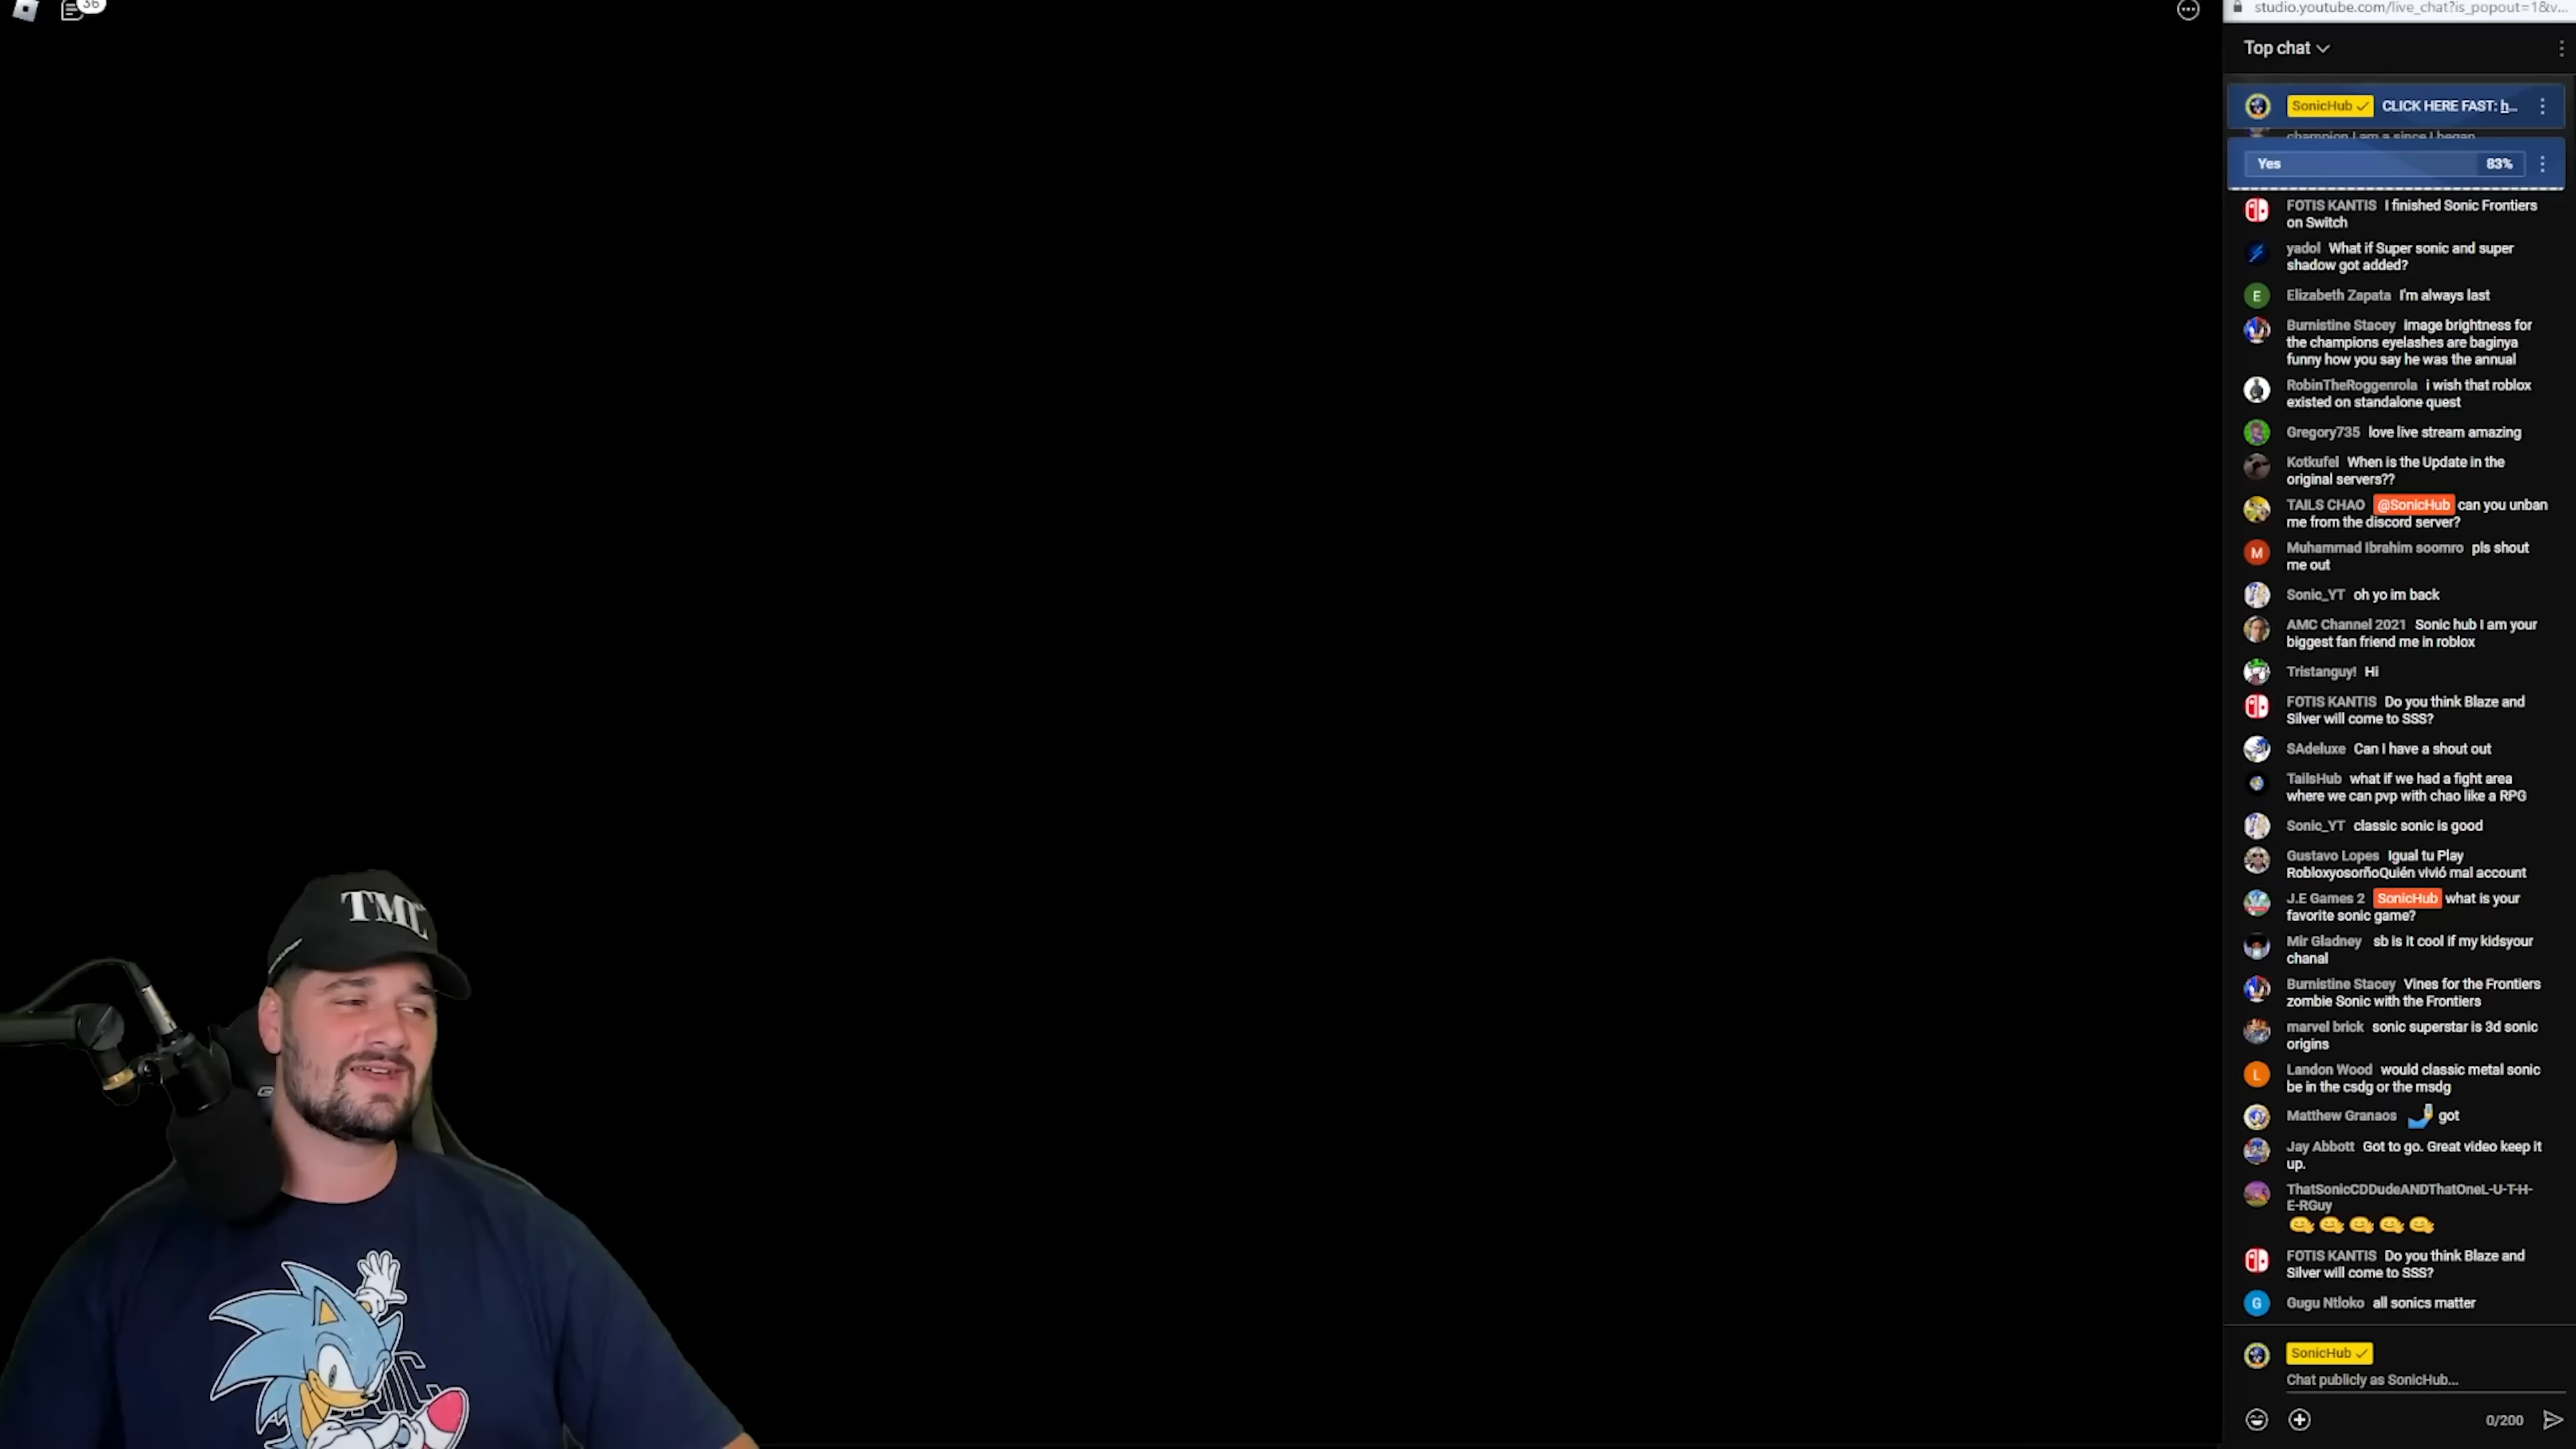 36
studio.youtube.com/live_chat?is_popout=1&v...
Top chat
SonicHub CLICK HERE FAST: h...
champion I am a since I began
Yes 83%
FOTIS KANTIS I finished Sonic Frontiers
on Switch
yadol What if Super sonic and super
shadow got added?
Elizabeth Zapata I'm always last
Burnistine Stacey image brightness for
the champions eyelashes are baginya
funny how you say he was the annual
RobinTheRoggenrola i wish that roblox
existed on standalone quest
Gregory735 love live stream amazing
Kotkufel When is the Update in the
original servers??
TAILS CHAO @SonicHub can you unban
me from the discord server?
M
Muhammad Ibrahim soomro pls shout
me out
Sonic_YT oh yo im back
AMC Channel 2021 Sonic hub I am your
biggest fan friend me in roblox
Tristanguy! Hi
FOTIS KANTIS Do you think Blaze and
Silver will come to SSS?
SAdeluxe Can I have a shout out
TailsHub what if we had a fight area
where we can pvp with chao like a RPG
Sonic_YT classic sonic is good
Gustavo Lopes Igual tu Play
RobloxyosorñoQuién vivió mal account
J.E Games 2 SonicHub what is your
favorite sonic game?
Mir Gladney sb is it cool if my kidsyour
chanal
Burnistine Stacey Vines for the Frontiers
zombie Sonic with the Frontiers
marvel brick sonic superstar is 3d sonic
origins
L
Landon Wood would classic metal sonic
be in the csdg or the msdg
Matthew Granaos got
Jay Abbott Got to go. Great video keep it
up.
ThatSonicCDDudeANDThatOneL-U-T-H-
E-RGuy
FOTIS KANTIS Do you think Blaze and
Silver will come to SSS?
G
Gugu Ntloko all sonics matter
SonicHub
Chat publicly as SonicHub...
0/200
E
TML